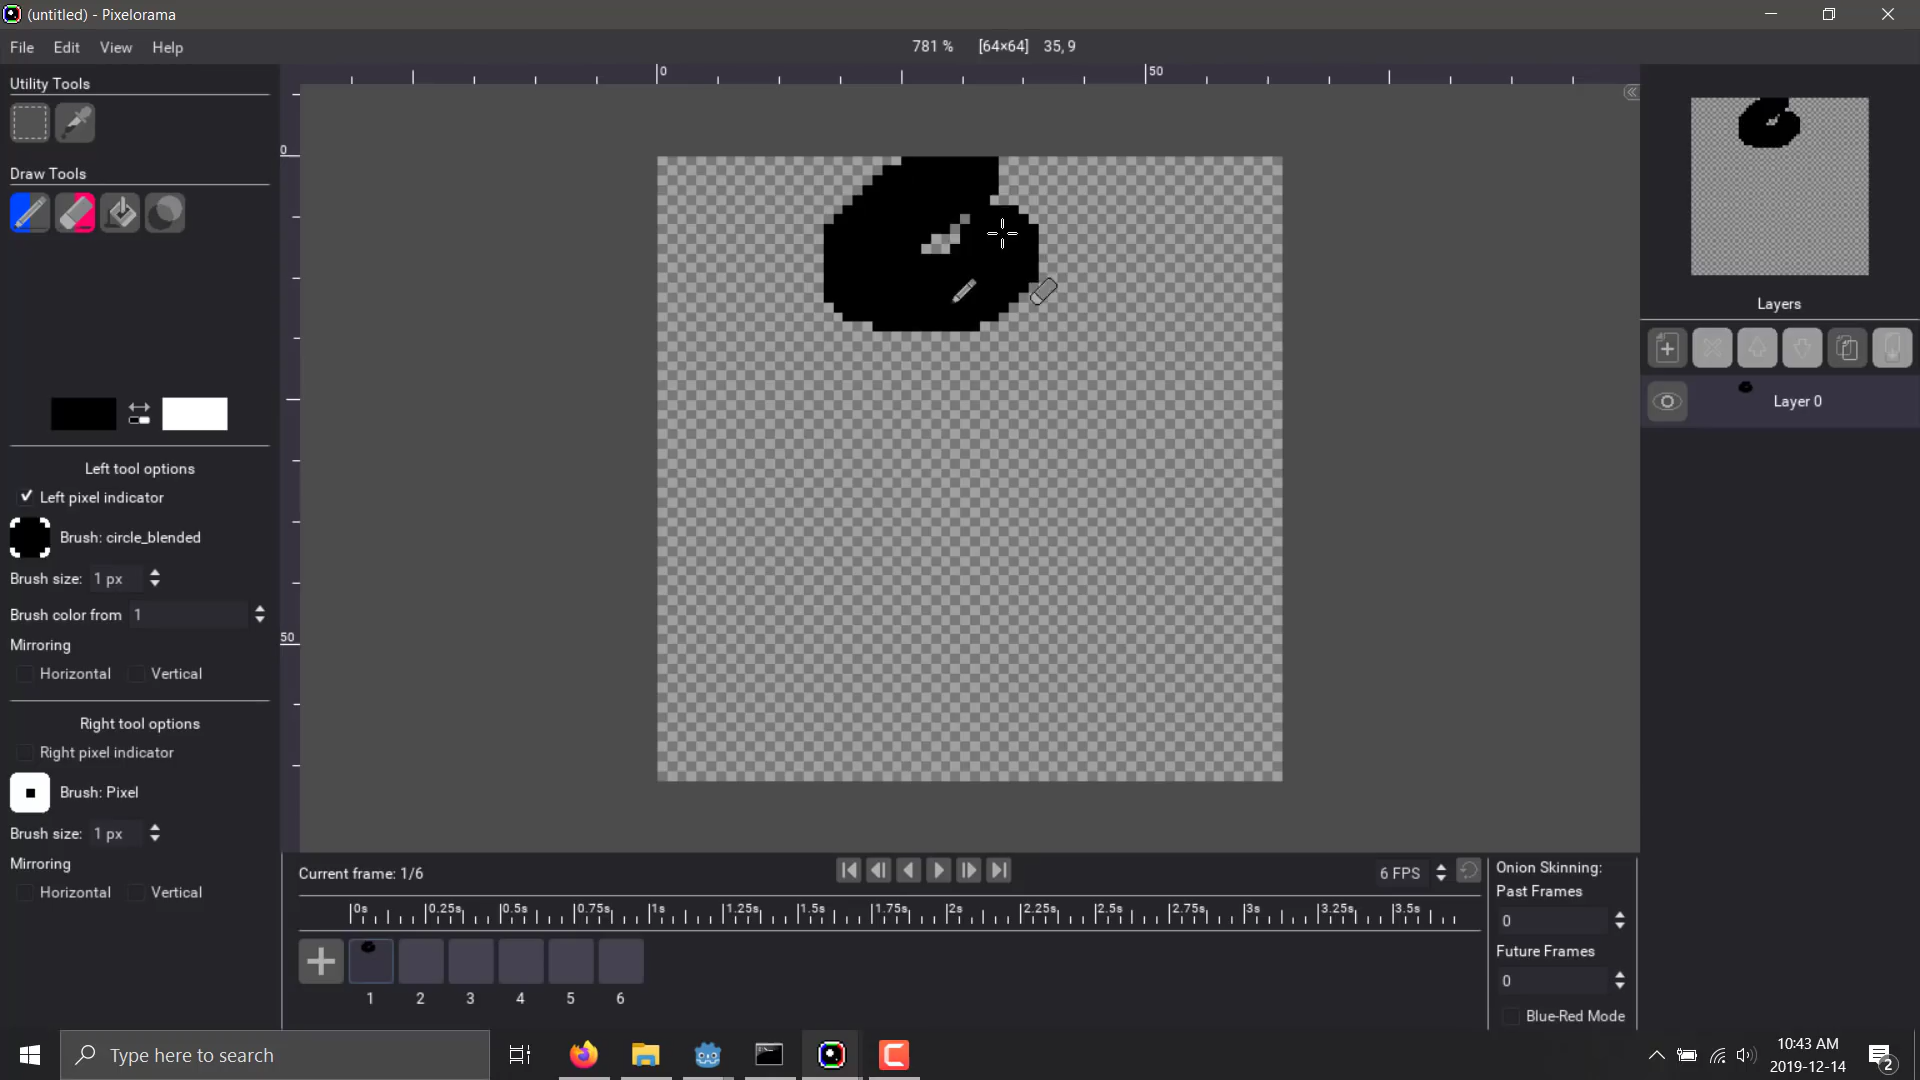 (untitled) - Pixelorama
File Edit View Help
781 % [64×64] 35, 9
Utility Tools
Draw Tools
0 50
0
50
Left tool options
Left pixel indicator
Brush: circle_blended
Brush size: 1 px
Brush color from 1
Mirroring
Horizontal Vertical
Right tool options
Right pixel indicator
Brush: Pixel
Brush size: 1 px
Mirroring
Horizontal Vertical
Layers
Layer 0
Current frame: 1/6
6 FPS
0s 0.25s 0.5s 0.75s 1s 1.25s 1.5s 1.75s 2s 2.25s 2.5s 2.75s 3s 3.25s 3.5s
1 2 3 4 5 6
Onion Skinning:
Past Frames
0
Future Frames
0
Blue-Red Mode
Type here to search
10:43 AM
2019-12-14
2